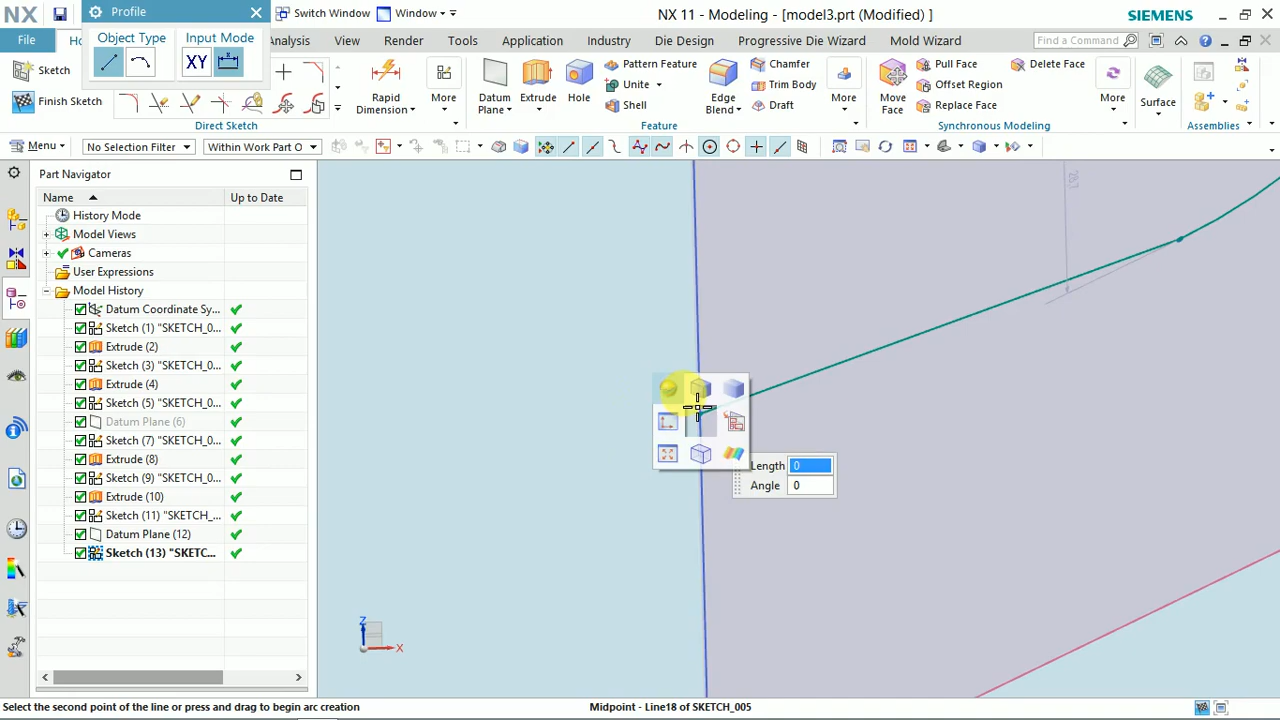 NX
Profile
Switch Window
Window
NX 11 - Modeling - [model3.prt (Modified) ]
SIEMENS
Object Type
Input Mode
File
Analysis
View
Render
Tools
Application
Industry
Die Design
Progressive Die Wizard
Mold Wizard
Find a Command
Sketch
Finish Sketch
XY
Rapid
Dimension
More
Direct Sketch
Datum
Plane
Extrude
Hole
Pattern Feature
Unite
Shell
Edge
Blend
Chamfer
Trim Body
Draft
More
Feature
Move
Face
Pull Face
Offset Region
Replace Face
Delete Face
More
Synchronous Modeling
Surface
Assemblies
Menu
No Selection Filter
Within Work Part O
Part Navigator
Name
Up to Date
History Mode
Model Views
Cameras
User Expressions
Model History
Datum Coordinate Sy...
Sketch (1) "SKETCH_0...
Extrude (2)
Sketch (3) "SKETCH_0...
Extrude (4)
Sketch (5) "SKETCH_0...
Datum Plane (6)
Sketch (7) "SKETCH_0...
Extrude (8)
Sketch (9) "SKETCH_0...
Extrude (10)
Sketch (11) "SKETCH_...
Datum Plane (12)
Sketch (13) "SKETC...
Length 0
Angle 0
Z
X
Select the second point of the line or press and drag to begin arc creation
Midpoint - Line18 of SKETCH_005